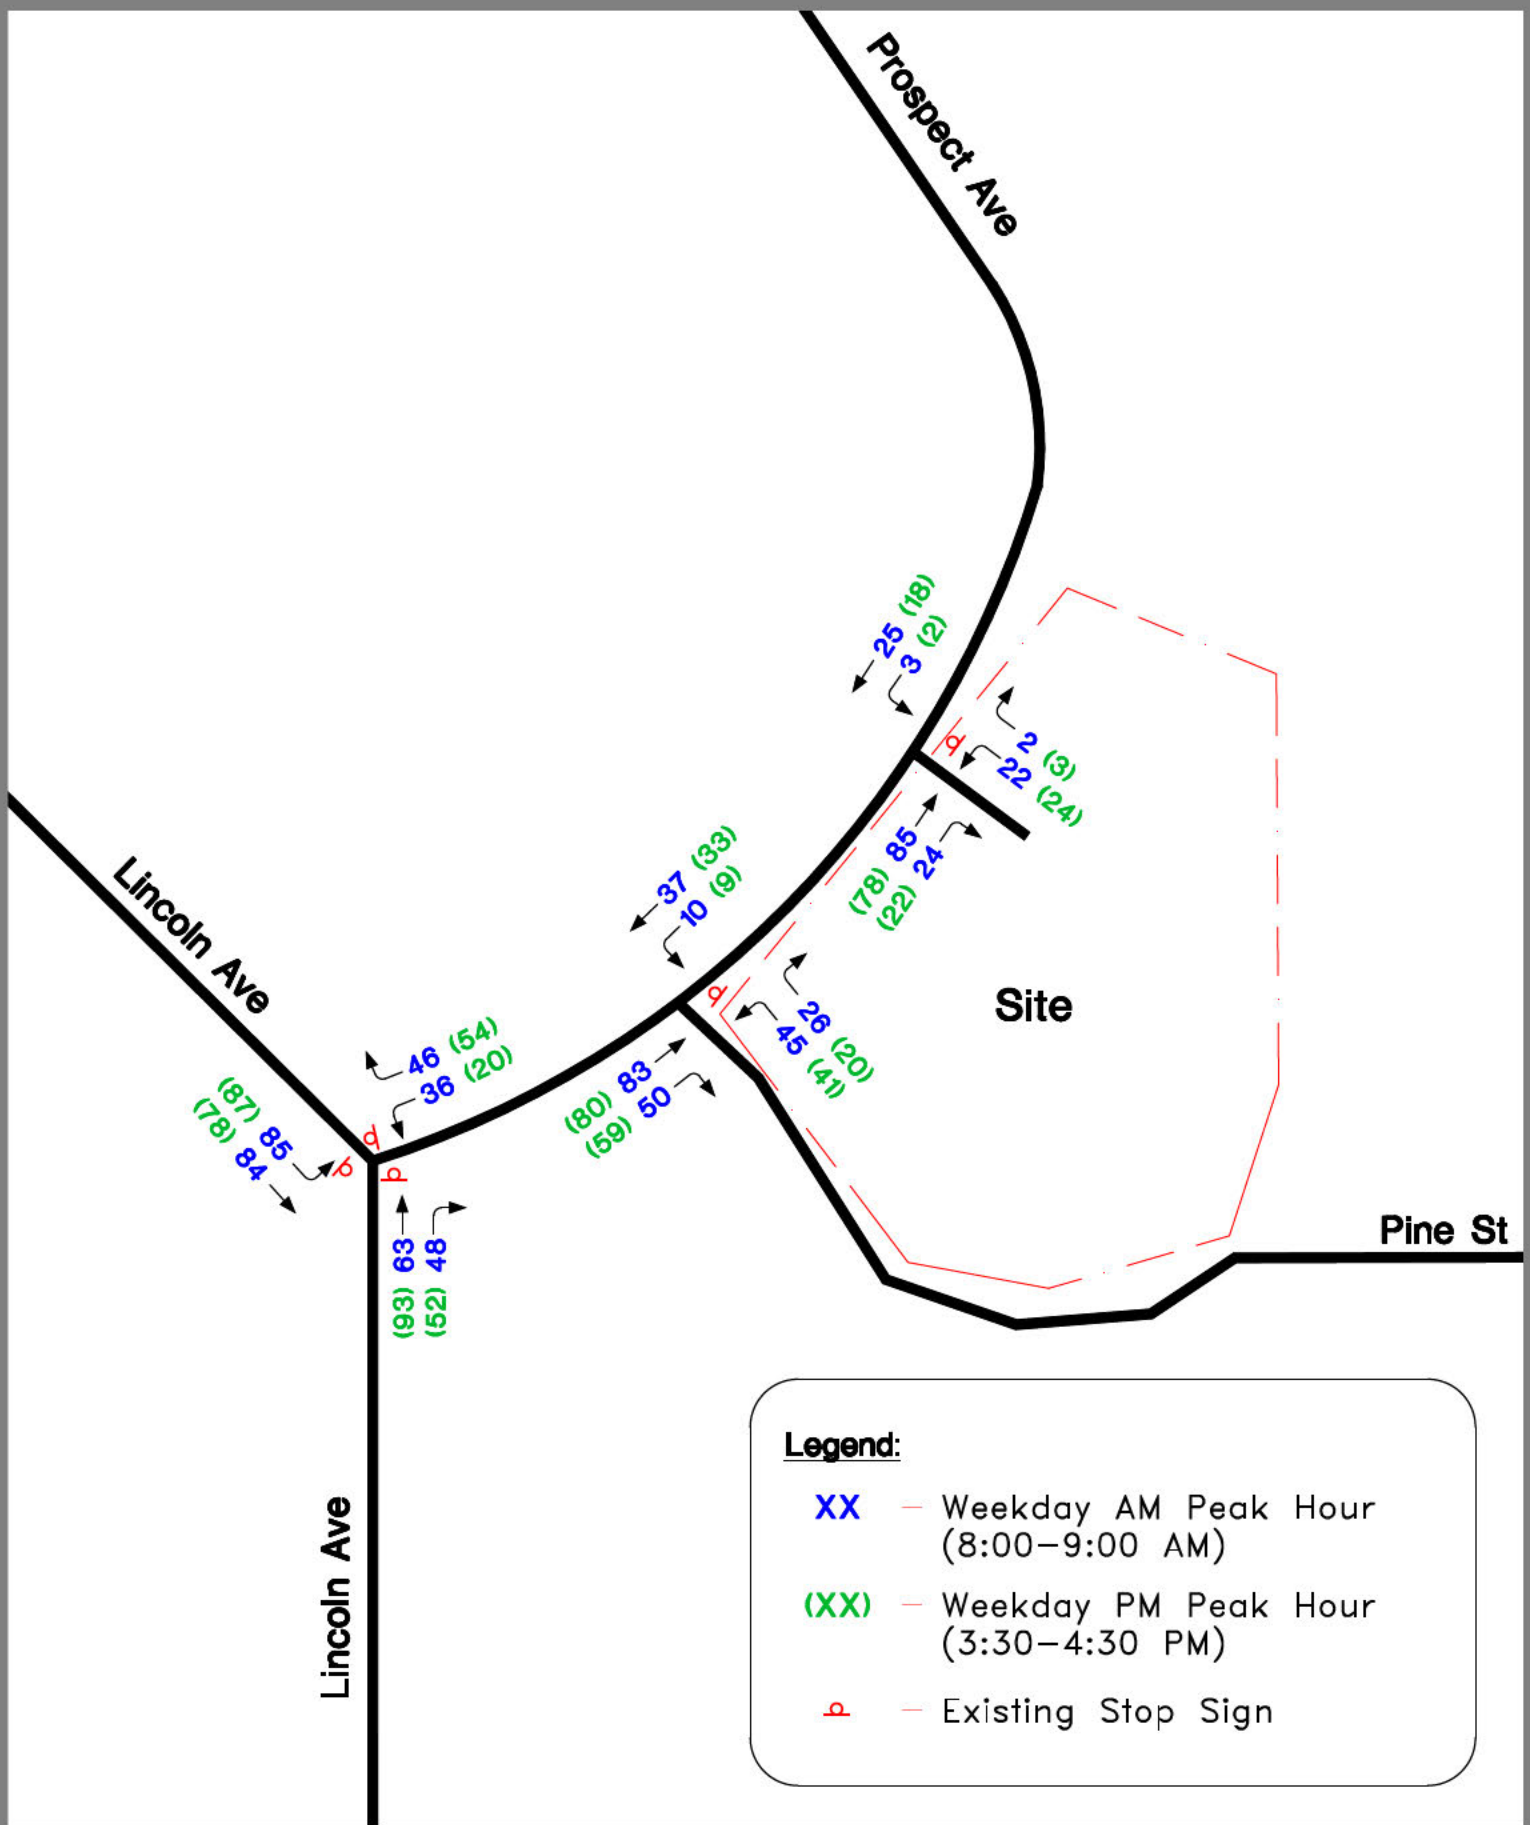 Prospect Ave
25 (18)
3 (2)
2 (3)
22 (24)
(78) 85
(22) 24
37 (33)
10 (9)
Lincoln Ave
26 (20)
45 (41)
Site
46 (54)
36 (20)
(80) 83
(59) 50
(87) 85
(78) 84
(93) 63
(52) 48
Pine St
Lincoln Ave
Legend:
XX — Weekday AM Peak Hour
(8:00-9:00 AM)
(XX) — Weekday PM Peak Hour
(3:30-4:30 PM)
— Existing Stop Sign